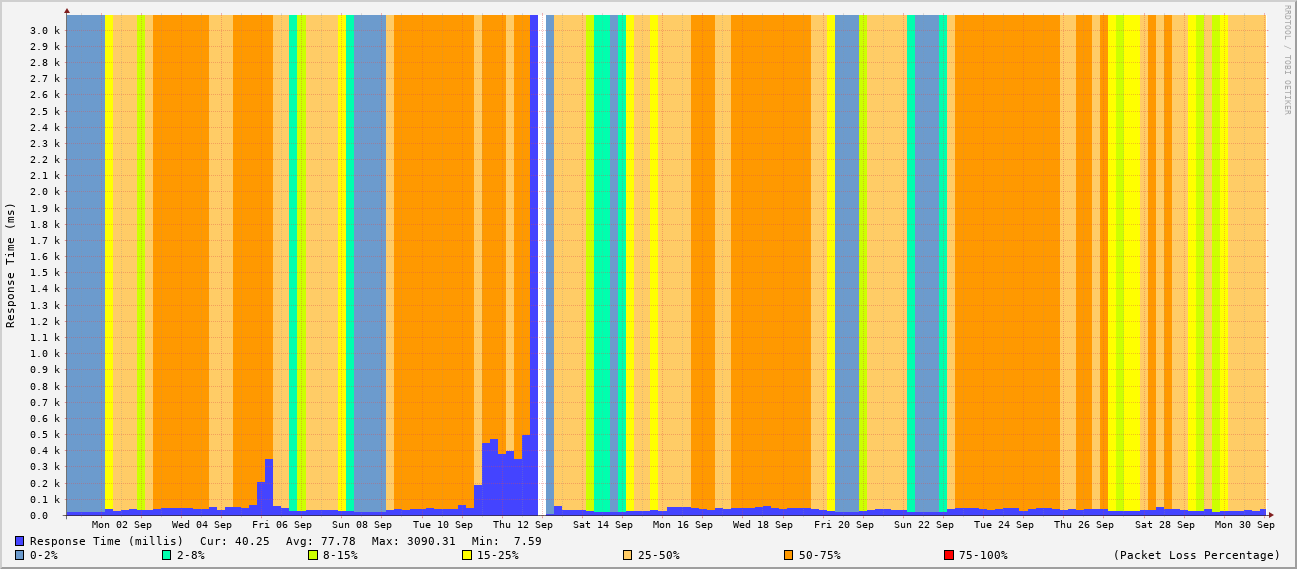 RRDTOOL / TOBI OETIKER
Response Time (ms)
3.0 k
2.9 k
2.8 k
2.7 k
2.6 k
2.5 k
2.4 k
2.3 k
2.2 k
2.1 k
2.0 k
1.9 k
1.8 k
1.7 k
1.6 k
1.5 k
1.4 k
1.3 k
1.2 k
1.1 k
1.0 k
0.9 k
0.8 k
0.7 k
0.6 k
0.5 k
0.4 k
0.3 k
0.2 k
0.1 k
0.0
Mon 02 Sep Wed 04 Sep Fri 06 Sep Sun 08 Sep Tue 10 Sep Thu 12 Sep Sat 14 Sep Mon 16 Sep Wed 18 Sep Fri 20 Sep Sun 22 Sep Tue 24 Sep Thu 26 Sep Sat 28 Sep Mon 30 Sep
Response Time (millis) Cur: 40.25 Avg: 77.78 Max: 3090.31 Min: 7.59
0-2% 2-8% 8-15% 15-25% 25-50% 50-75% 75-100% (Packet Loss Percentage)